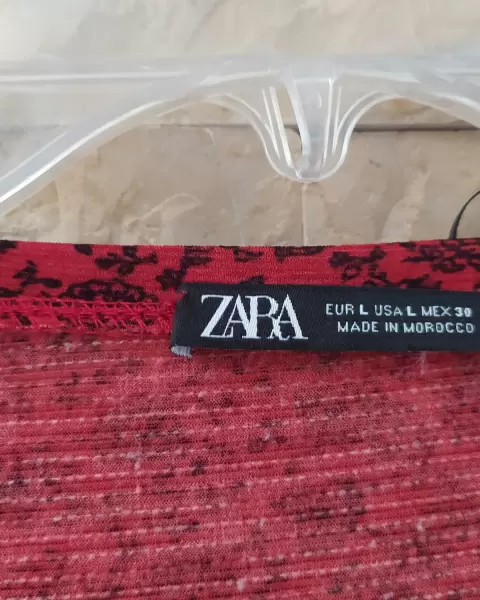 ZARA
EUR L USA L MEX 30
MADE IN MOROCCO